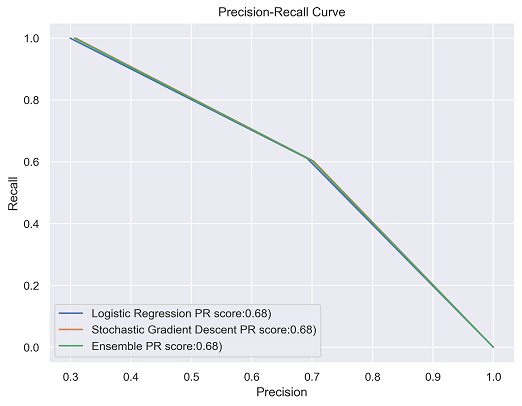 Precision-Recall Curve
Recall
1.0
0.8
0.6
0.4
0.2
0.0
Logistic Regression PR score:0.68)
Stochastic Gradient Descent PR score:0.68)
Ensemble PR score:0.68)
0.3 0.4 0.5 0.6 0.7 0.8 0.9 1.0
Precision